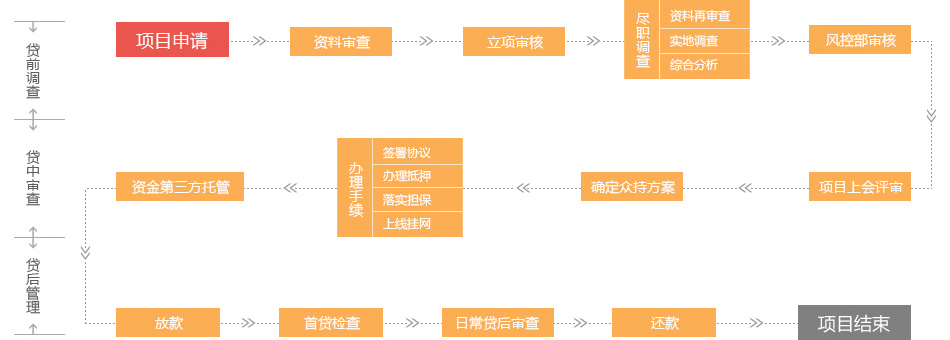 贷前调查
项目申请
资料审查
立项审核
尽职调查
资料再审查
实地调查
综合分析
风控部审核
贷中审查
资金第三方托管
办理手续
签署协议
办理抵押
落实担保
上线挂网
确定众持方案
项目上会评审
贷后管理
放款
首贷检查
日常贷后审查
还款
项目结束